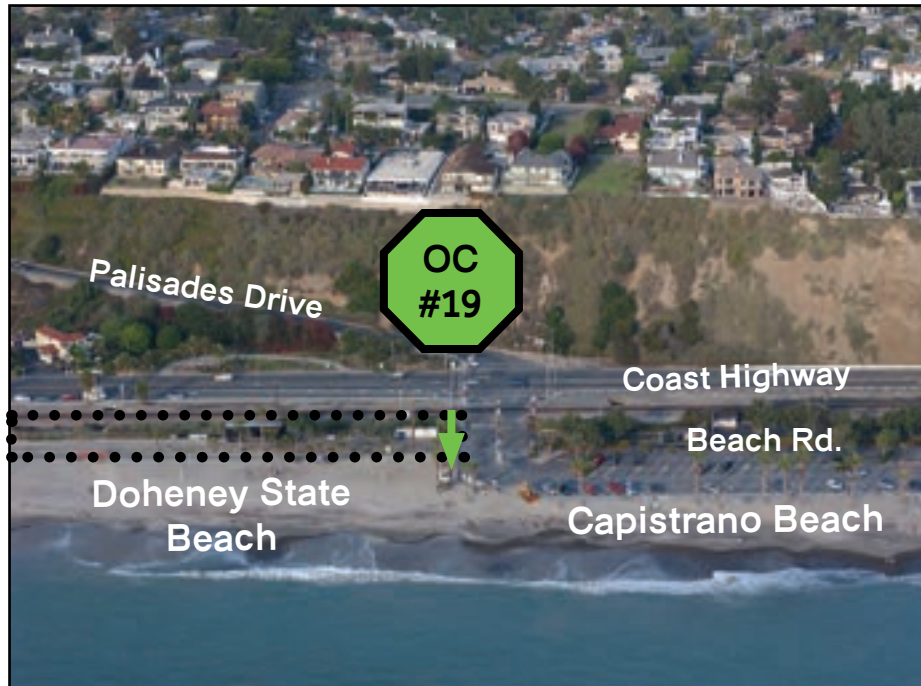 OC
#19
Palisades Drive
Coast Highway
Beach Rd.
Doheney State
Beach
Capistrano Beach